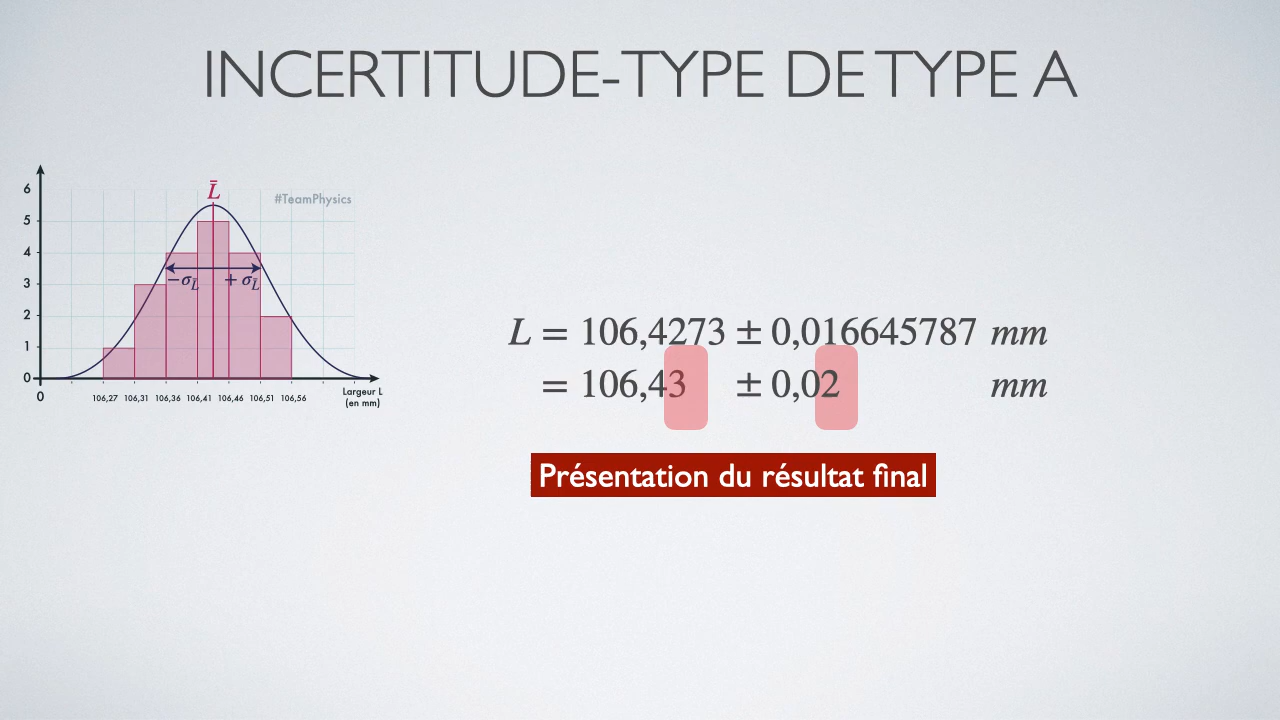 INCERTITUDE-TYPE DE TYPE A
6
L̄
#TeamPhysics
5
4
−σL̄ +σL̄
3
2
1
0
0 106,27 106,31 106,36 106,41 106,46 106,51 106,56
Largeur L
(en mm)
L = 106,4273 ± 0,016645787 mm
= 106,43 ± 0,02 mm
Présentation du résultat final